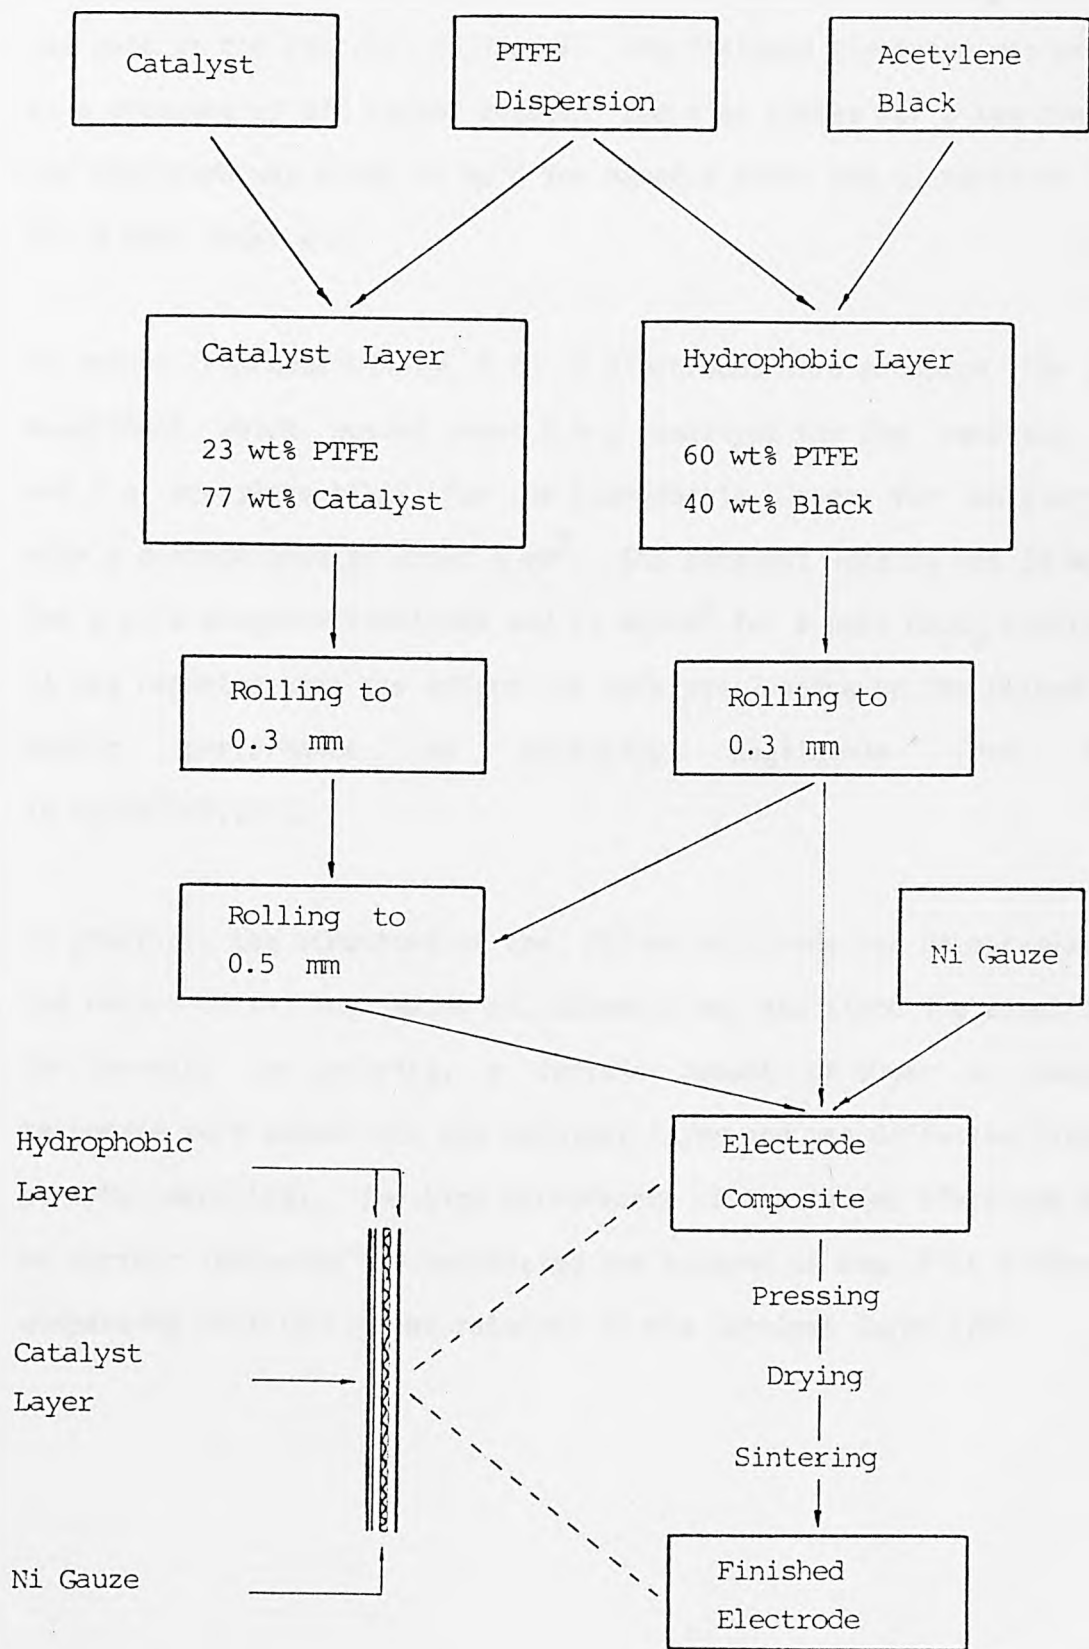 Catalyst
PTFE
Dispersion
Acetylene
Black
Catalyst Layer
23 wt% PTFE
77 wt% Catalyst
Hydrophobic Layer
60 wt% PTFE
40 wt% Black
Rolling to
0.3 mm
Rolling to
0.3 mm
Rolling to
0.5 mm
Ni Gauze
Hydrophobic
Layer
Electrode
Composite
Pressing
Catalyst
Layer
Drying
Sintering
Ni Gauze
Finished
Electrode